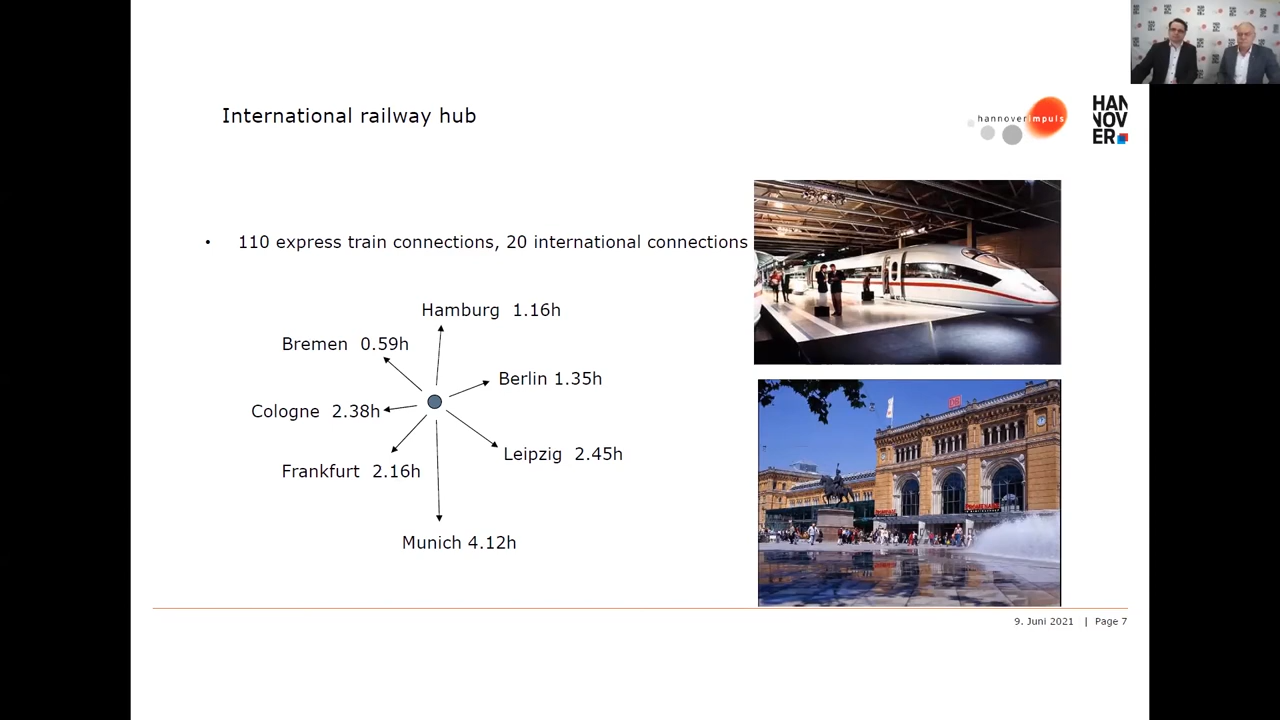 International railway hub
hannoverimpuls
HAN
NOV
ER
• 110 express train connections, 20 international connections
Hamburg 1.16h
Bremen 0.59h
Berlin 1.35h
Cologne 2.38h
Leipzig 2.45h
Frankfurt 2.16h
Munich 4.12h
DB
9. Juni 2021 | Page 7